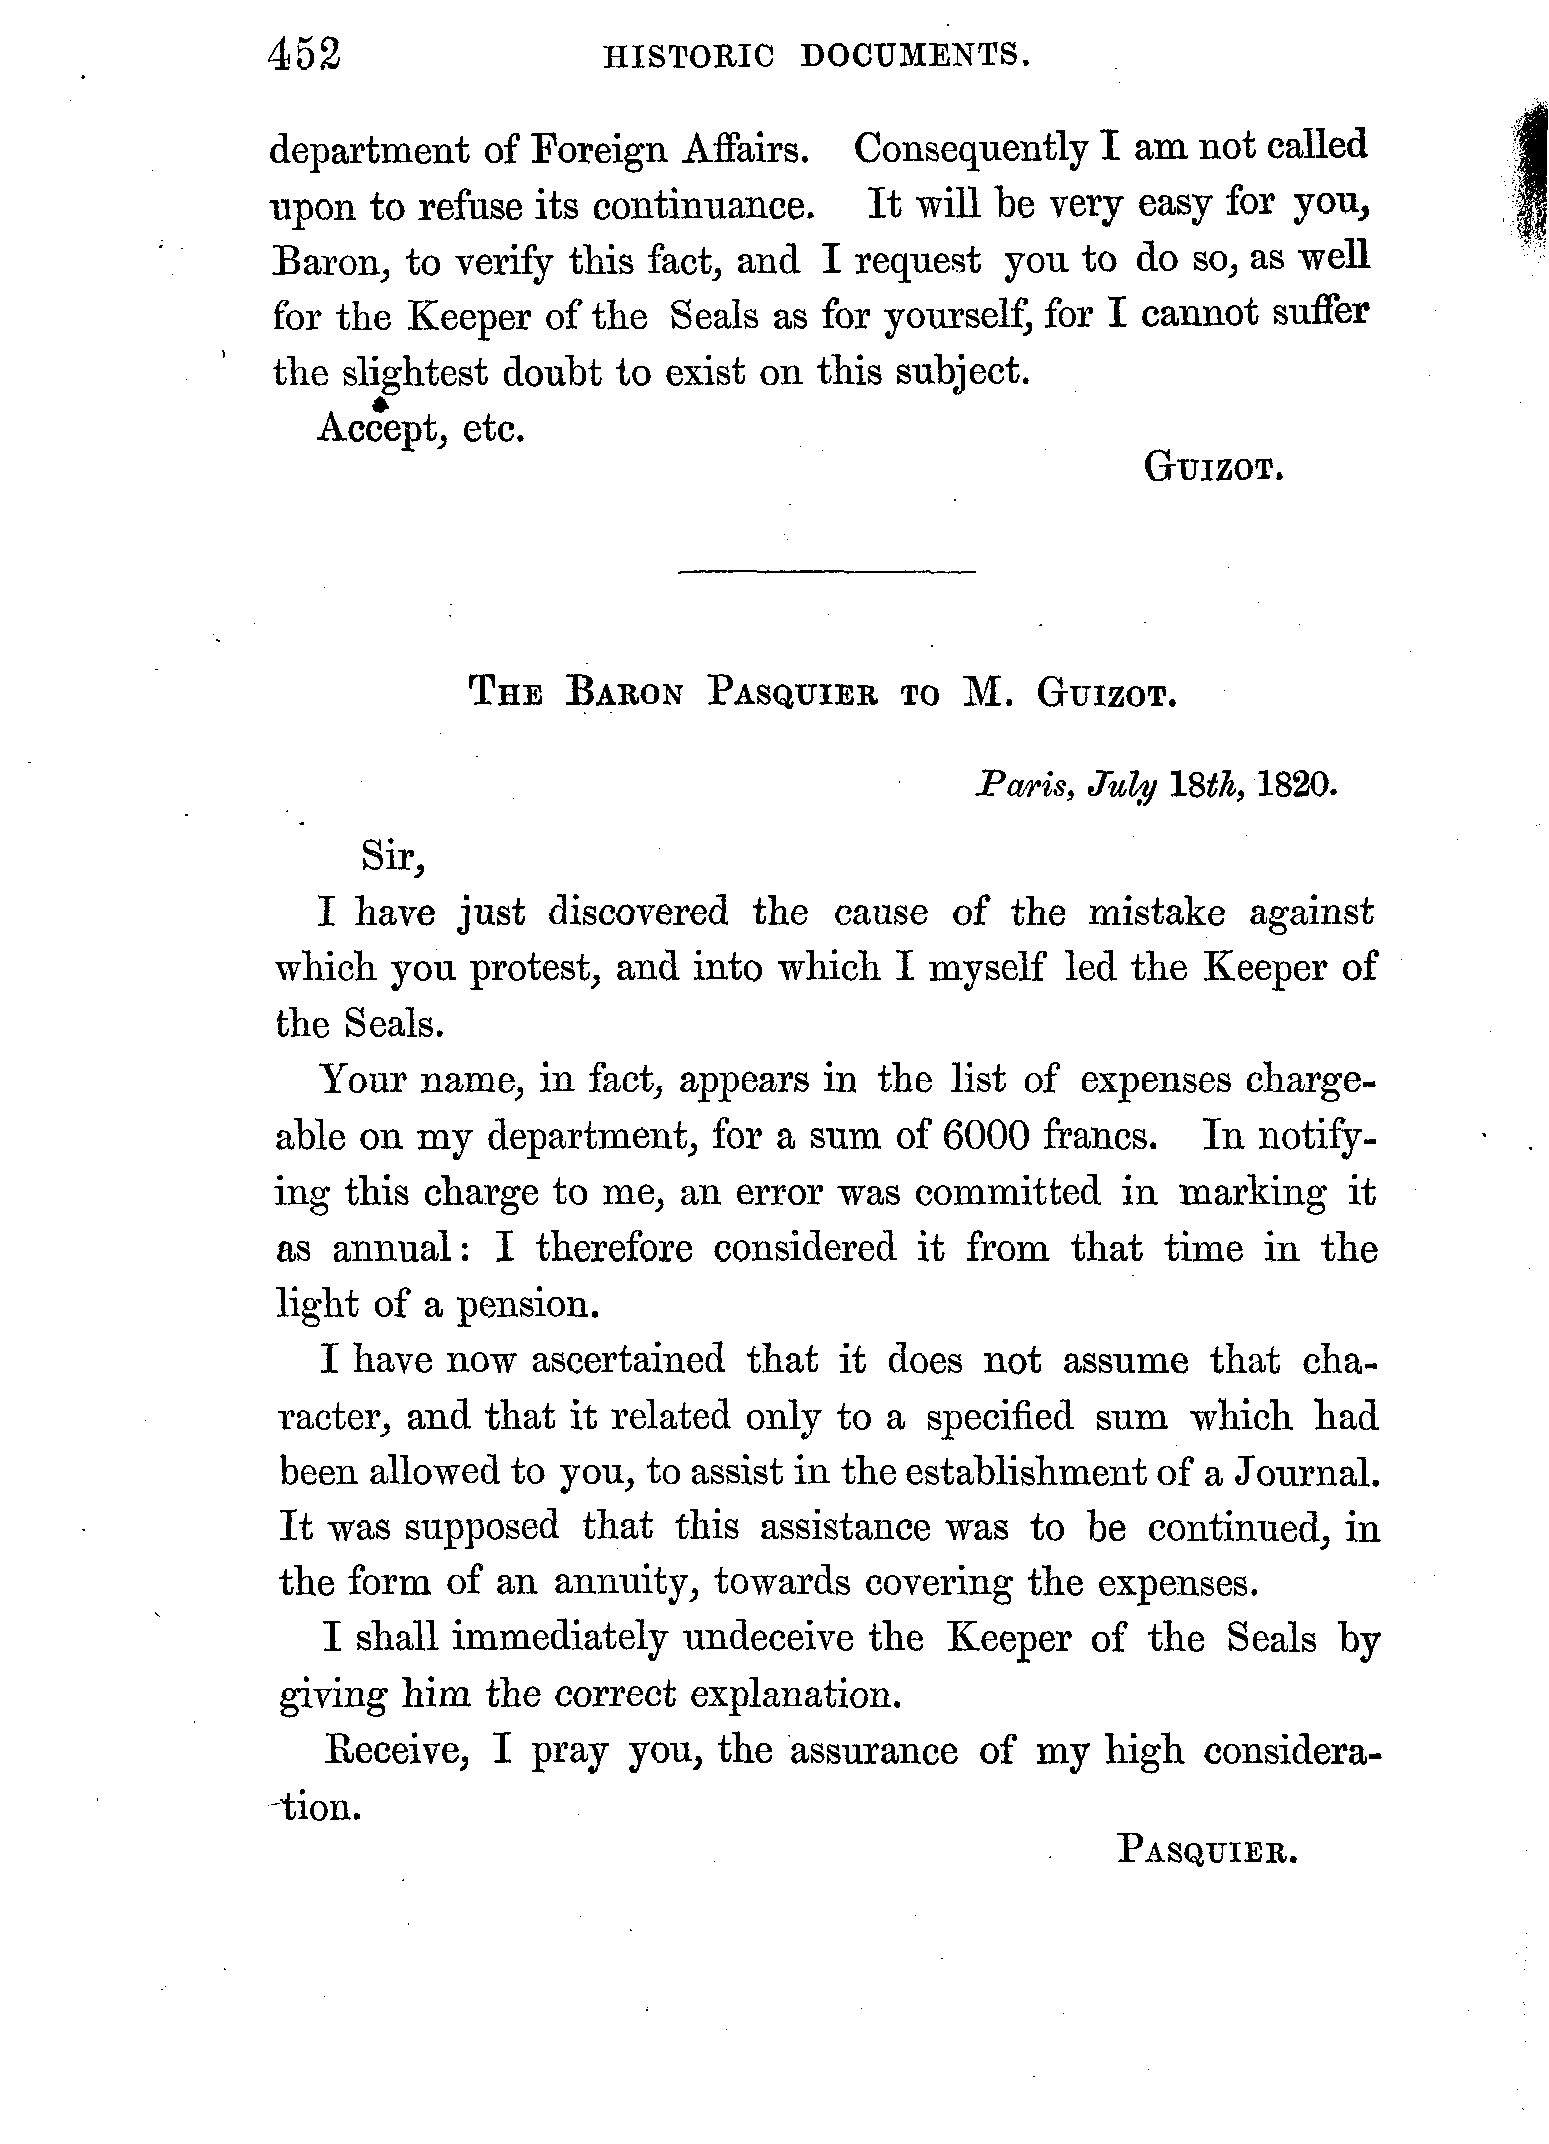 452 HISTORIC DOCUMENTS.
department of Foreign Affairs. Consequently I am not called
upon to refuse its continuance. It will be very easy for you,
Baron, to verify this fact, and I request you to do so, as well
for the Keeper of the Seals as for yourself, for I cannot suffer
the slightest doubt to exist on this subject.
Accept, etc.
GUIZOT.
THE BARON PASQUIER TO M. GUIZOT.
Paris, July 18th, 1820.
Sir,
I have just discovered the cause of the mistake against
which you protest, and into which I myself led the Keeper of
the Seals.
Your name, in fact, appears in the list of expenses charge-
able on my department, for a sum of 6000 francs. In notify-
ing this charge to me, an error was committed in marking it
as annual: I therefore considered it from that time in the
light of a pension.
I have now ascertained that it does not assume that cha-
racter, and that it related only to a specified sum which had
been allowed to you, to assist in the establishment of a Journal.
It was supposed that this assistance was to be continued, in
the form of an annuity, towards covering the expenses.
I shall immediately undeceive the Keeper of the Seals by
giving him the correct explanation.
Receive, I pray you, the assurance of my high considera-
tion.
PASQUIER.